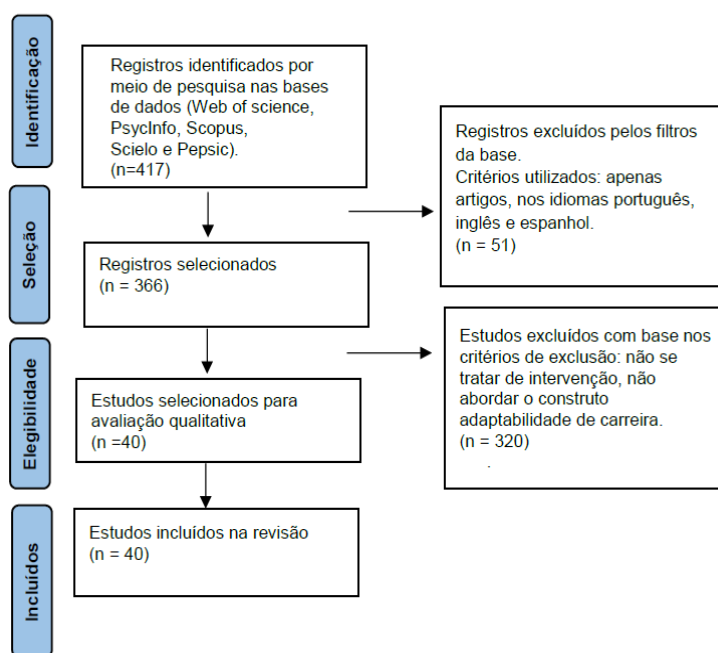 Identificação
Registros identificados por
meio de pesquisa nas bases
de dados (Web of science,
PsycInfo, Scopus,
Scielo e Pepsic).
(n=417)
Registros excluídos pelos filtros
da base.
Critérios utilizados: apenas
artigos, nos idiomas português,
inglês e espanhol.
(n = 51)
Seleção
Registros selecionados
(n = 366)
Estudos excluídos com base nos
critérios de exclusão: não se
tratar de intervenção, não
abordar o construto
adaptabilidade de carreira.
(n = 320)
.
Elegibilidade
Estudos selecionados para
avaliação qualitativa
(n =40)
Incluídos
Estudos incluídos na revisão
(n = 40)